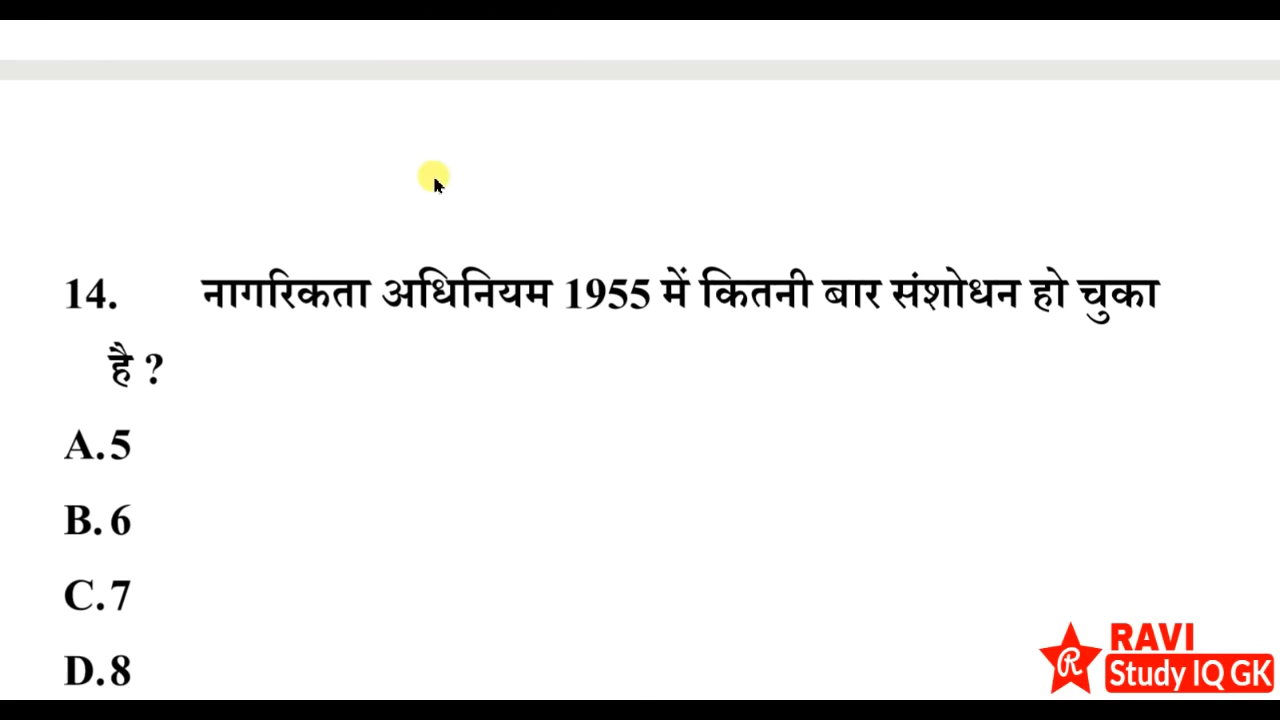 14. नागरिकता अधिनियम 1955 में कितनी बार संशोधन हो चुका
है ?
A. 5
B. 6
C. 7
D. 8
R
RAVI
Study IQ GK